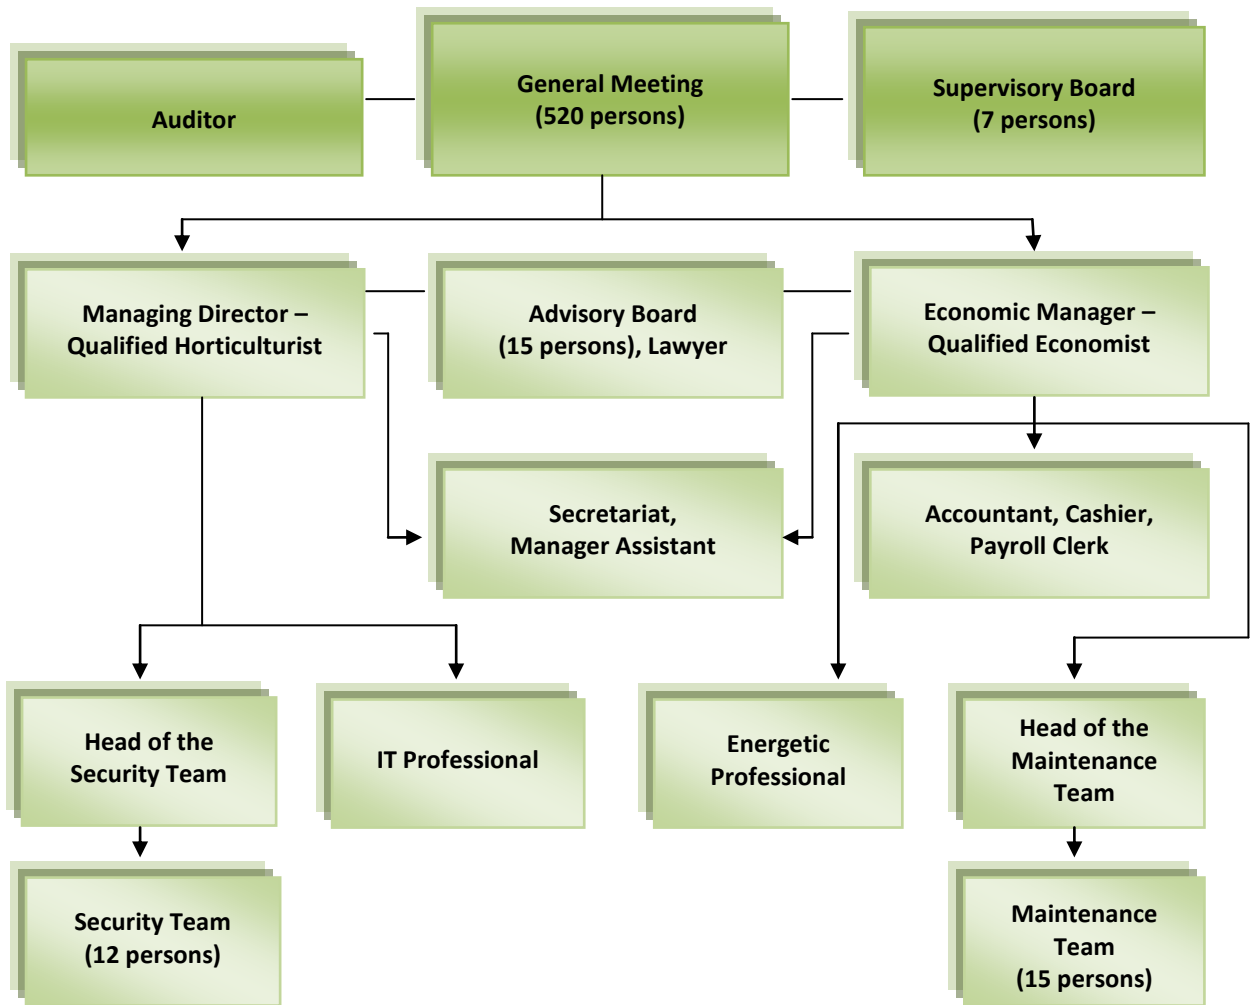 Auditor
General Meeting
(520 persons)
Supervisory Board
(7 persons)
Managing Director –
Qualified Horticulturist
Advisory Board
(15 persons), Lawyer
Economic Manager –
Qualified Economist
Secretariat,
Manager Assistant
Accountant, Cashier,
Payroll Clerk
Head of the
Security Team
IT Professional
Energetic
Professional
Head of the
Maintenance
Team
Security Team
(12 persons)
Maintenance
Team
(15 persons)